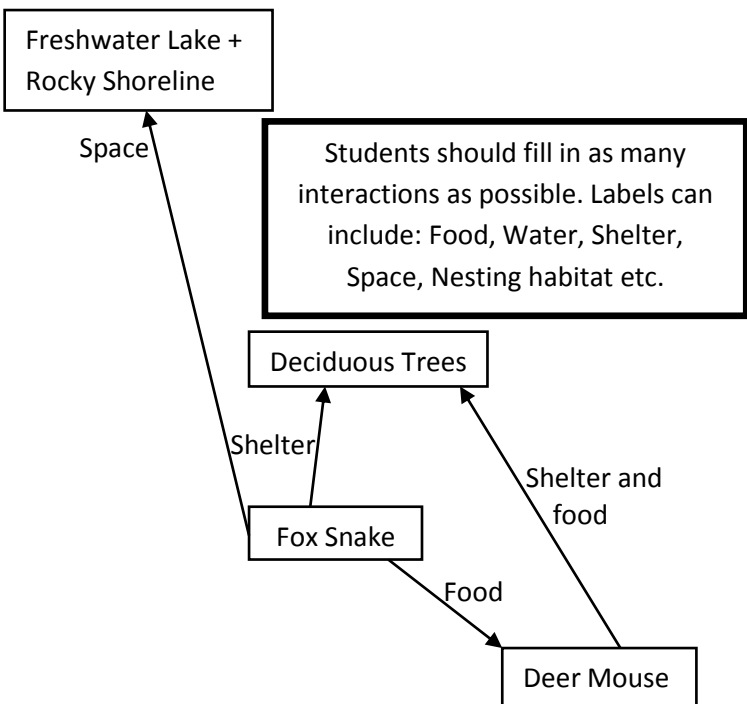 Freshwater Lake +
Rocky Shoreline
Space
Students should fill in as many
interactions as possible. Labels can
include: Food, Water, Shelter,
Space, Nesting habitat etc.
Deciduous Trees
Shelter
Shelter and
food
Fox Snake
Food
Deer Mouse